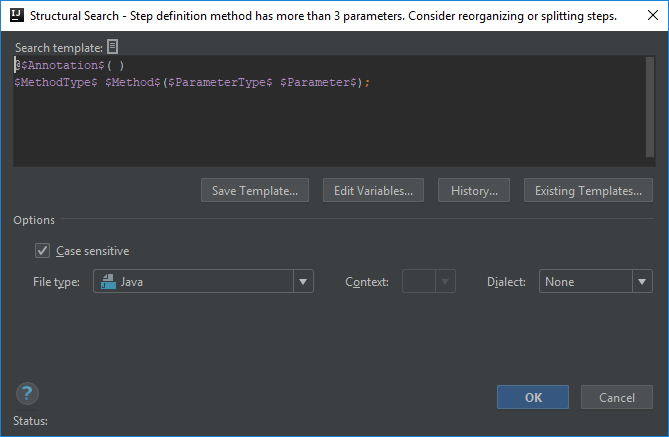 IJ Structural Search - Step definition method has more than 3 parameters. Consider reorganizing or splitting steps.
Search template:
@$Annotation$( )
$MethodType$ $Method$($ParameterType$ $Parameter$);
Save Template... Edit Variables... History... Existing Templates...
Options
Case sensitive
File type: Java Context: Dialect: None
? OK Cancel
Status: